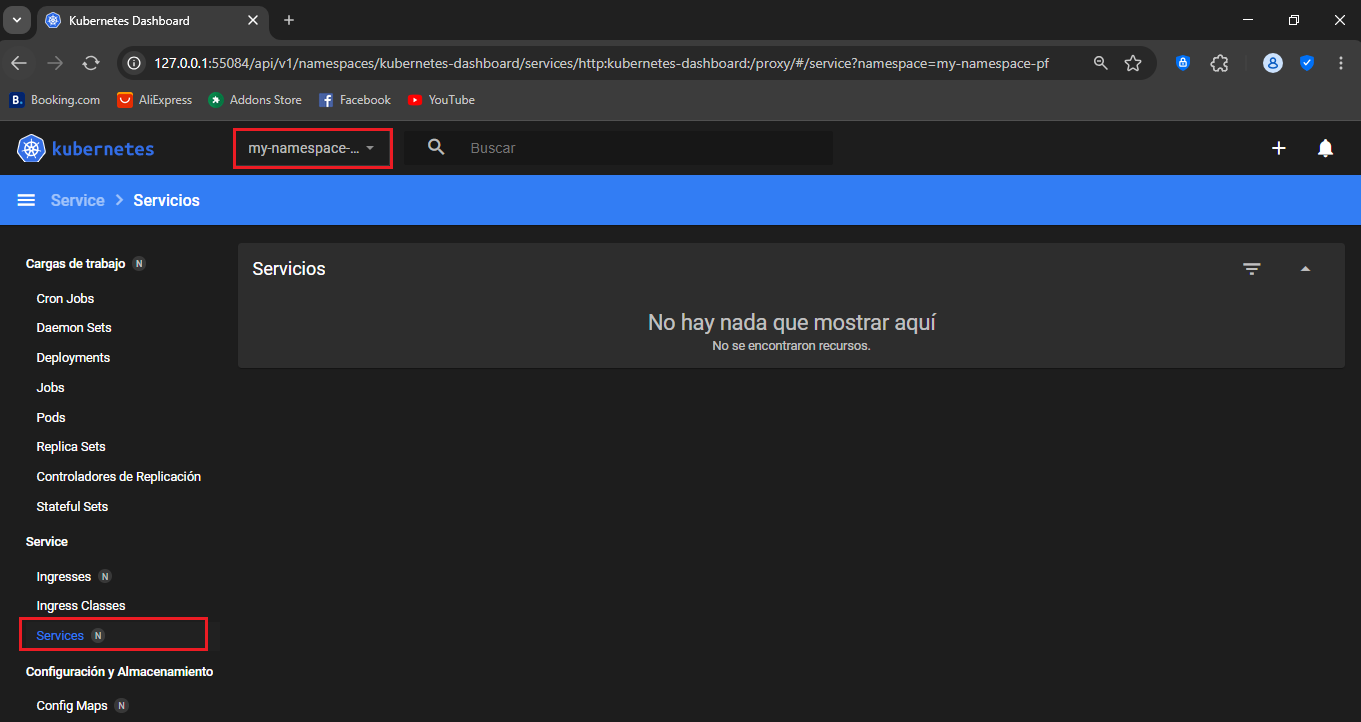 Kubernetes Dashboard
127.0.0.1:55084/api/v1/namespaces/kubernetes-dashboard/services/http:kubernetes-dashboard:/proxy/#/service?namespace=my-namespace-pf
B. Booking.com AliExpress Addons Store Facebook YouTube
kubernetes my-namespace-... Buscar
Service > Servicios
Cargas de trabajo N
Cron Jobs
Daemon Sets
Deployments
Jobs
Pods
Replica Sets
Controladores de Replicación
Stateful Sets
Service
Ingresses N
Ingress Classes
Services N
Configuración y Almacenamiento
Config Maps N
Servicios
No hay nada que mostrar aquí
No se encontraron recursos.